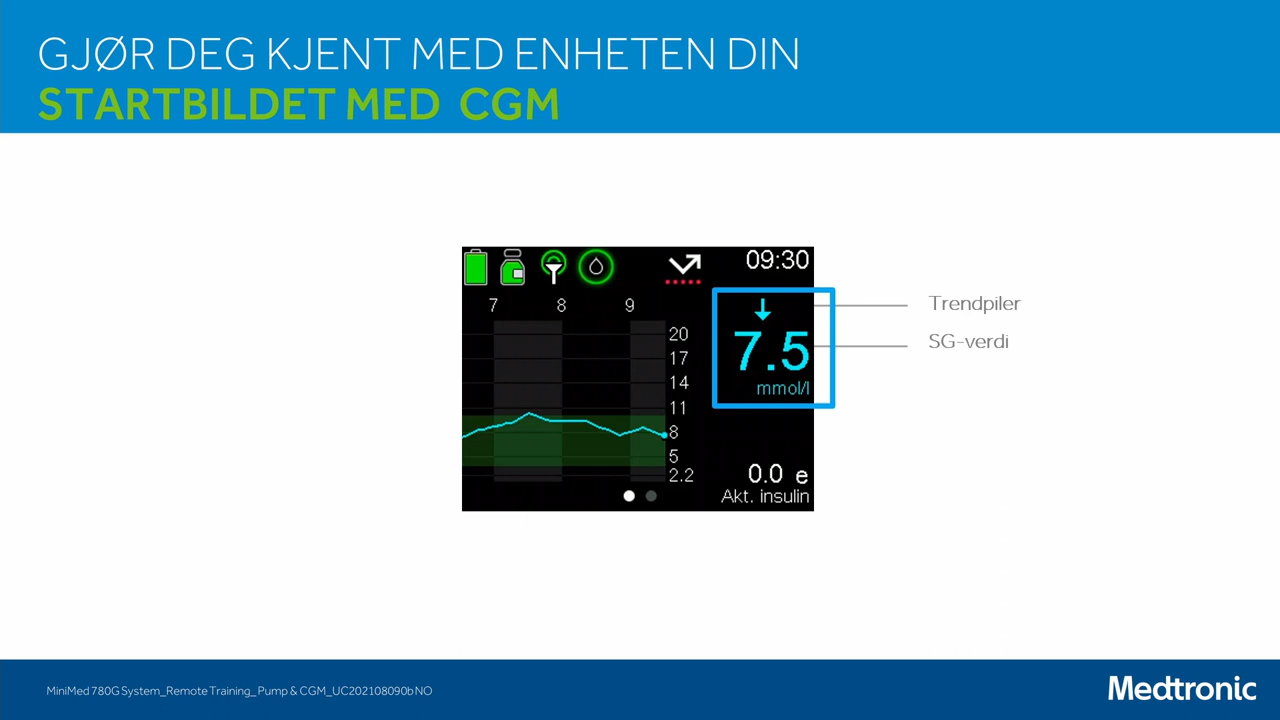 GJØR DEG KJENT MED ENHETEN DIN
STARTBILDET MED CGM
09:30
7 8 9
20
17
14
11
8
5
2.2
7.5
mmol/l
0.0 e
Akt. insulin
Trendpiler
SG-verdi
MiniMed 780G System_Remote Training_ Pump & CGM_UC202108090b NO
Medtronic